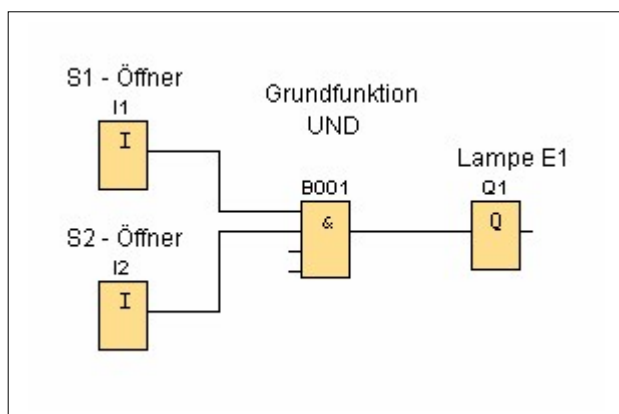 S1 - Öffner
I1
I
Grundfunktion
UND
Lampe E1
B001
&
Q1
Q
S2 - Öffner
I2
I